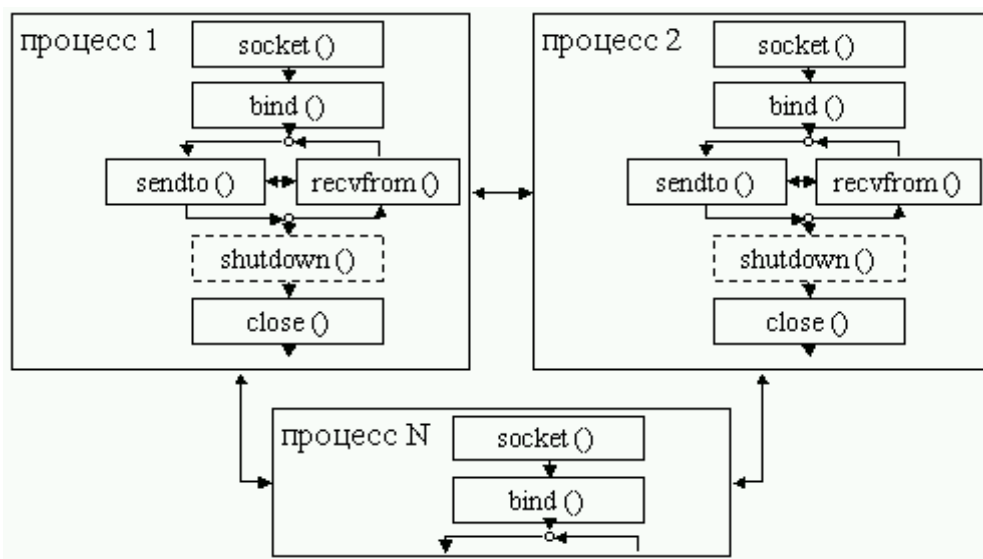 процесс 1
socket ()
bind ()
sendto ()
recvfrom ()
shutdown ()
close ()
процесс 2
socket ()
bind ()
sendto ()
recvfrom ()
shutdown ()
close ()
процесс N
socket ()
bind ()